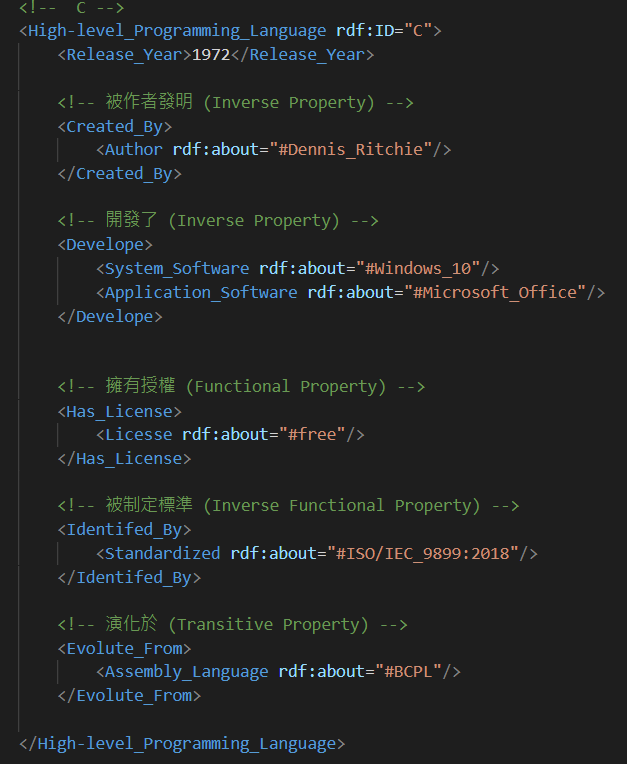 <!--  C -->
<High-level_Programming_Language rdf:ID="C">
    <Release_Year>1972</Release_Year>

    <!-- 被作者發明 (Inverse Property) -->
    <Created_By>
        <Author rdf:about="#Dennis_Ritchie"/>
    </Created_By>

    <!-- 開發了 (Inverse Property) -->
    <Develope>
        <System_Software rdf:about="#Windows_10"/>
        <Application_Software rdf:about="#Microsoft_Office"/>
    </Develope>


    <!-- 擁有授權 (Functional Property) -->
    <Has_License>
        <Licesse rdf:about="#free"/>
    </Has_License>

    <!-- 被制定標準 (Inverse Functional Property) -->
    <Identifed_By>
        <Standardized rdf:about="#ISO/IEC_9899:2018"/>
    </Identifed_By>

    <!-- 演化於 (Transitive Property) -->
    <Evolute_From>
        <Assembly_Language rdf:about="#BCPL"/>
    </Evolute_From>

</High-level_Programming_Language>